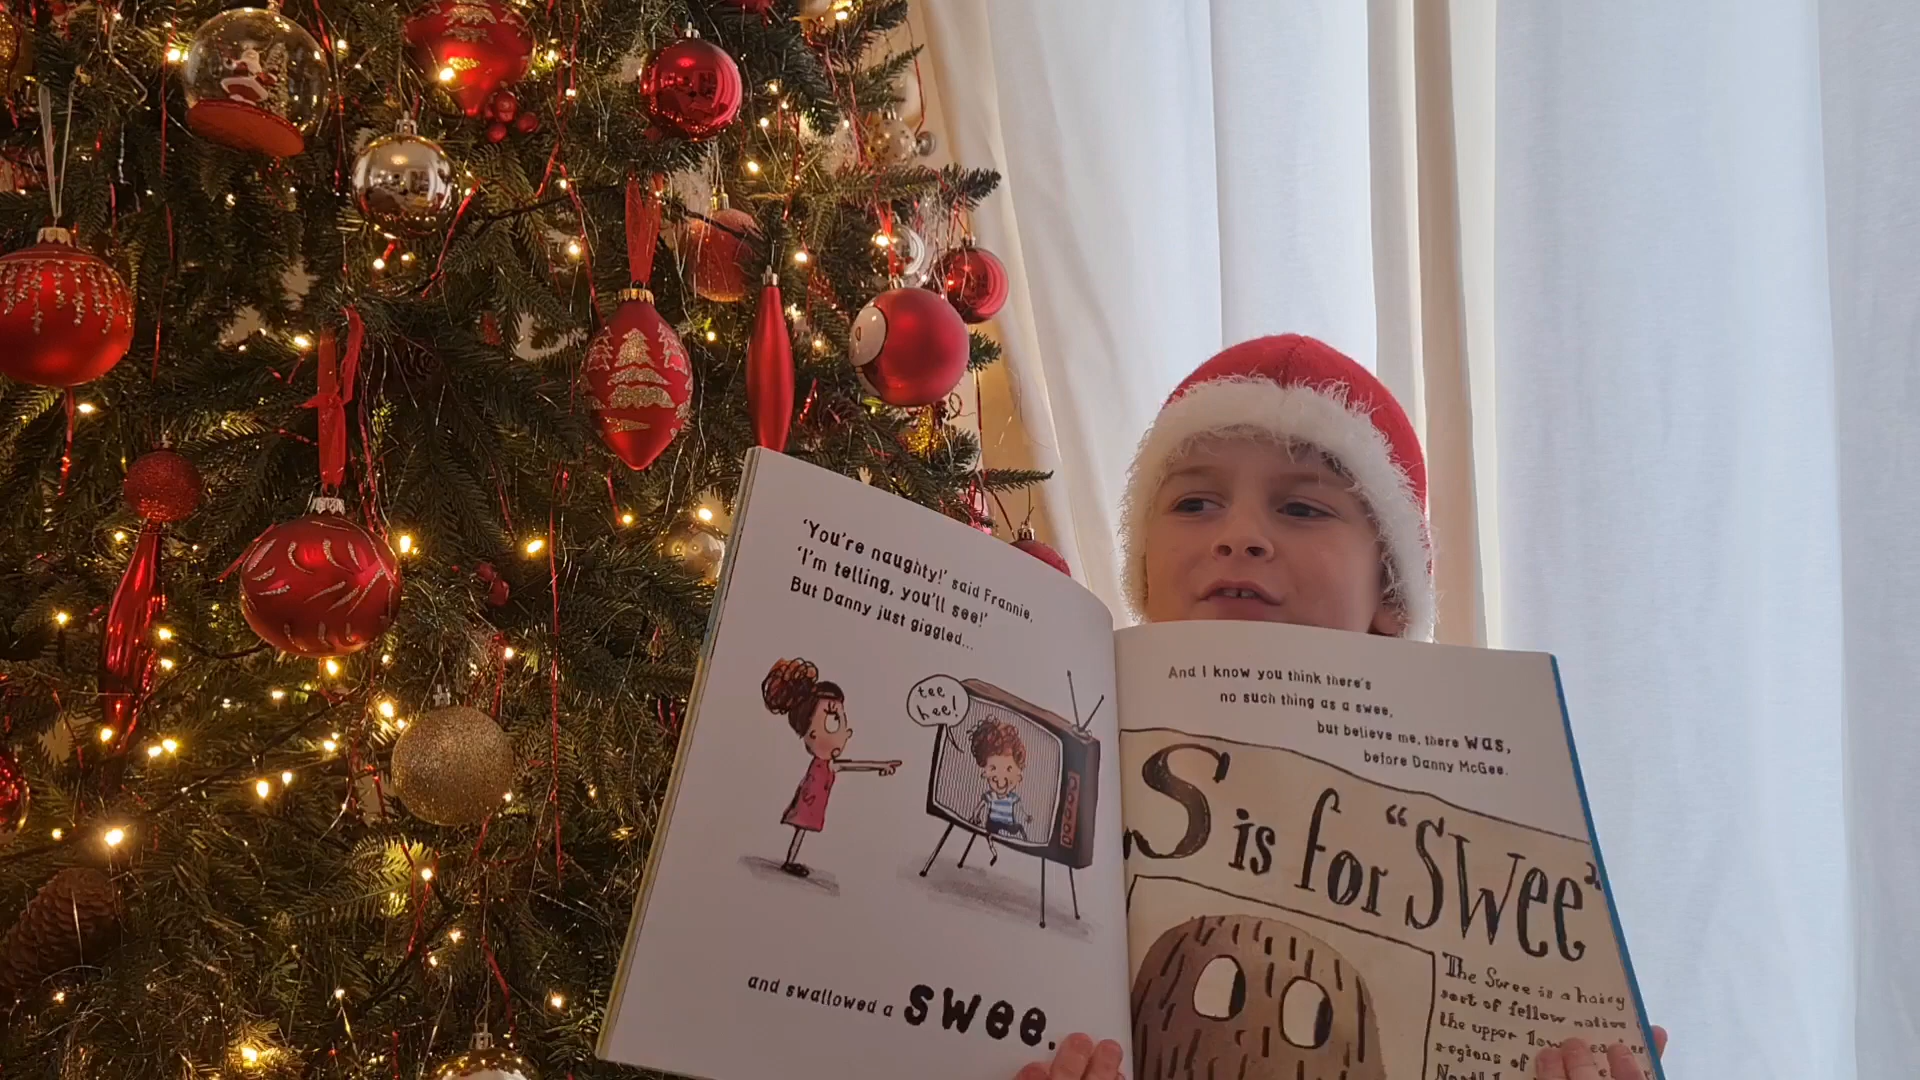 ‘You’re naughty!’ said Frannie,
‘I’m telling, you’ll see!’
But Danny just giggled...
tee
hee!
and swallowed a swee.
And I know you think there’s
no such thing as a swee,
but believe me, there was,
before Danny McGee.
S is for “Swee”
The Swee is a hairy
sort of fellow native
the upper
regions of